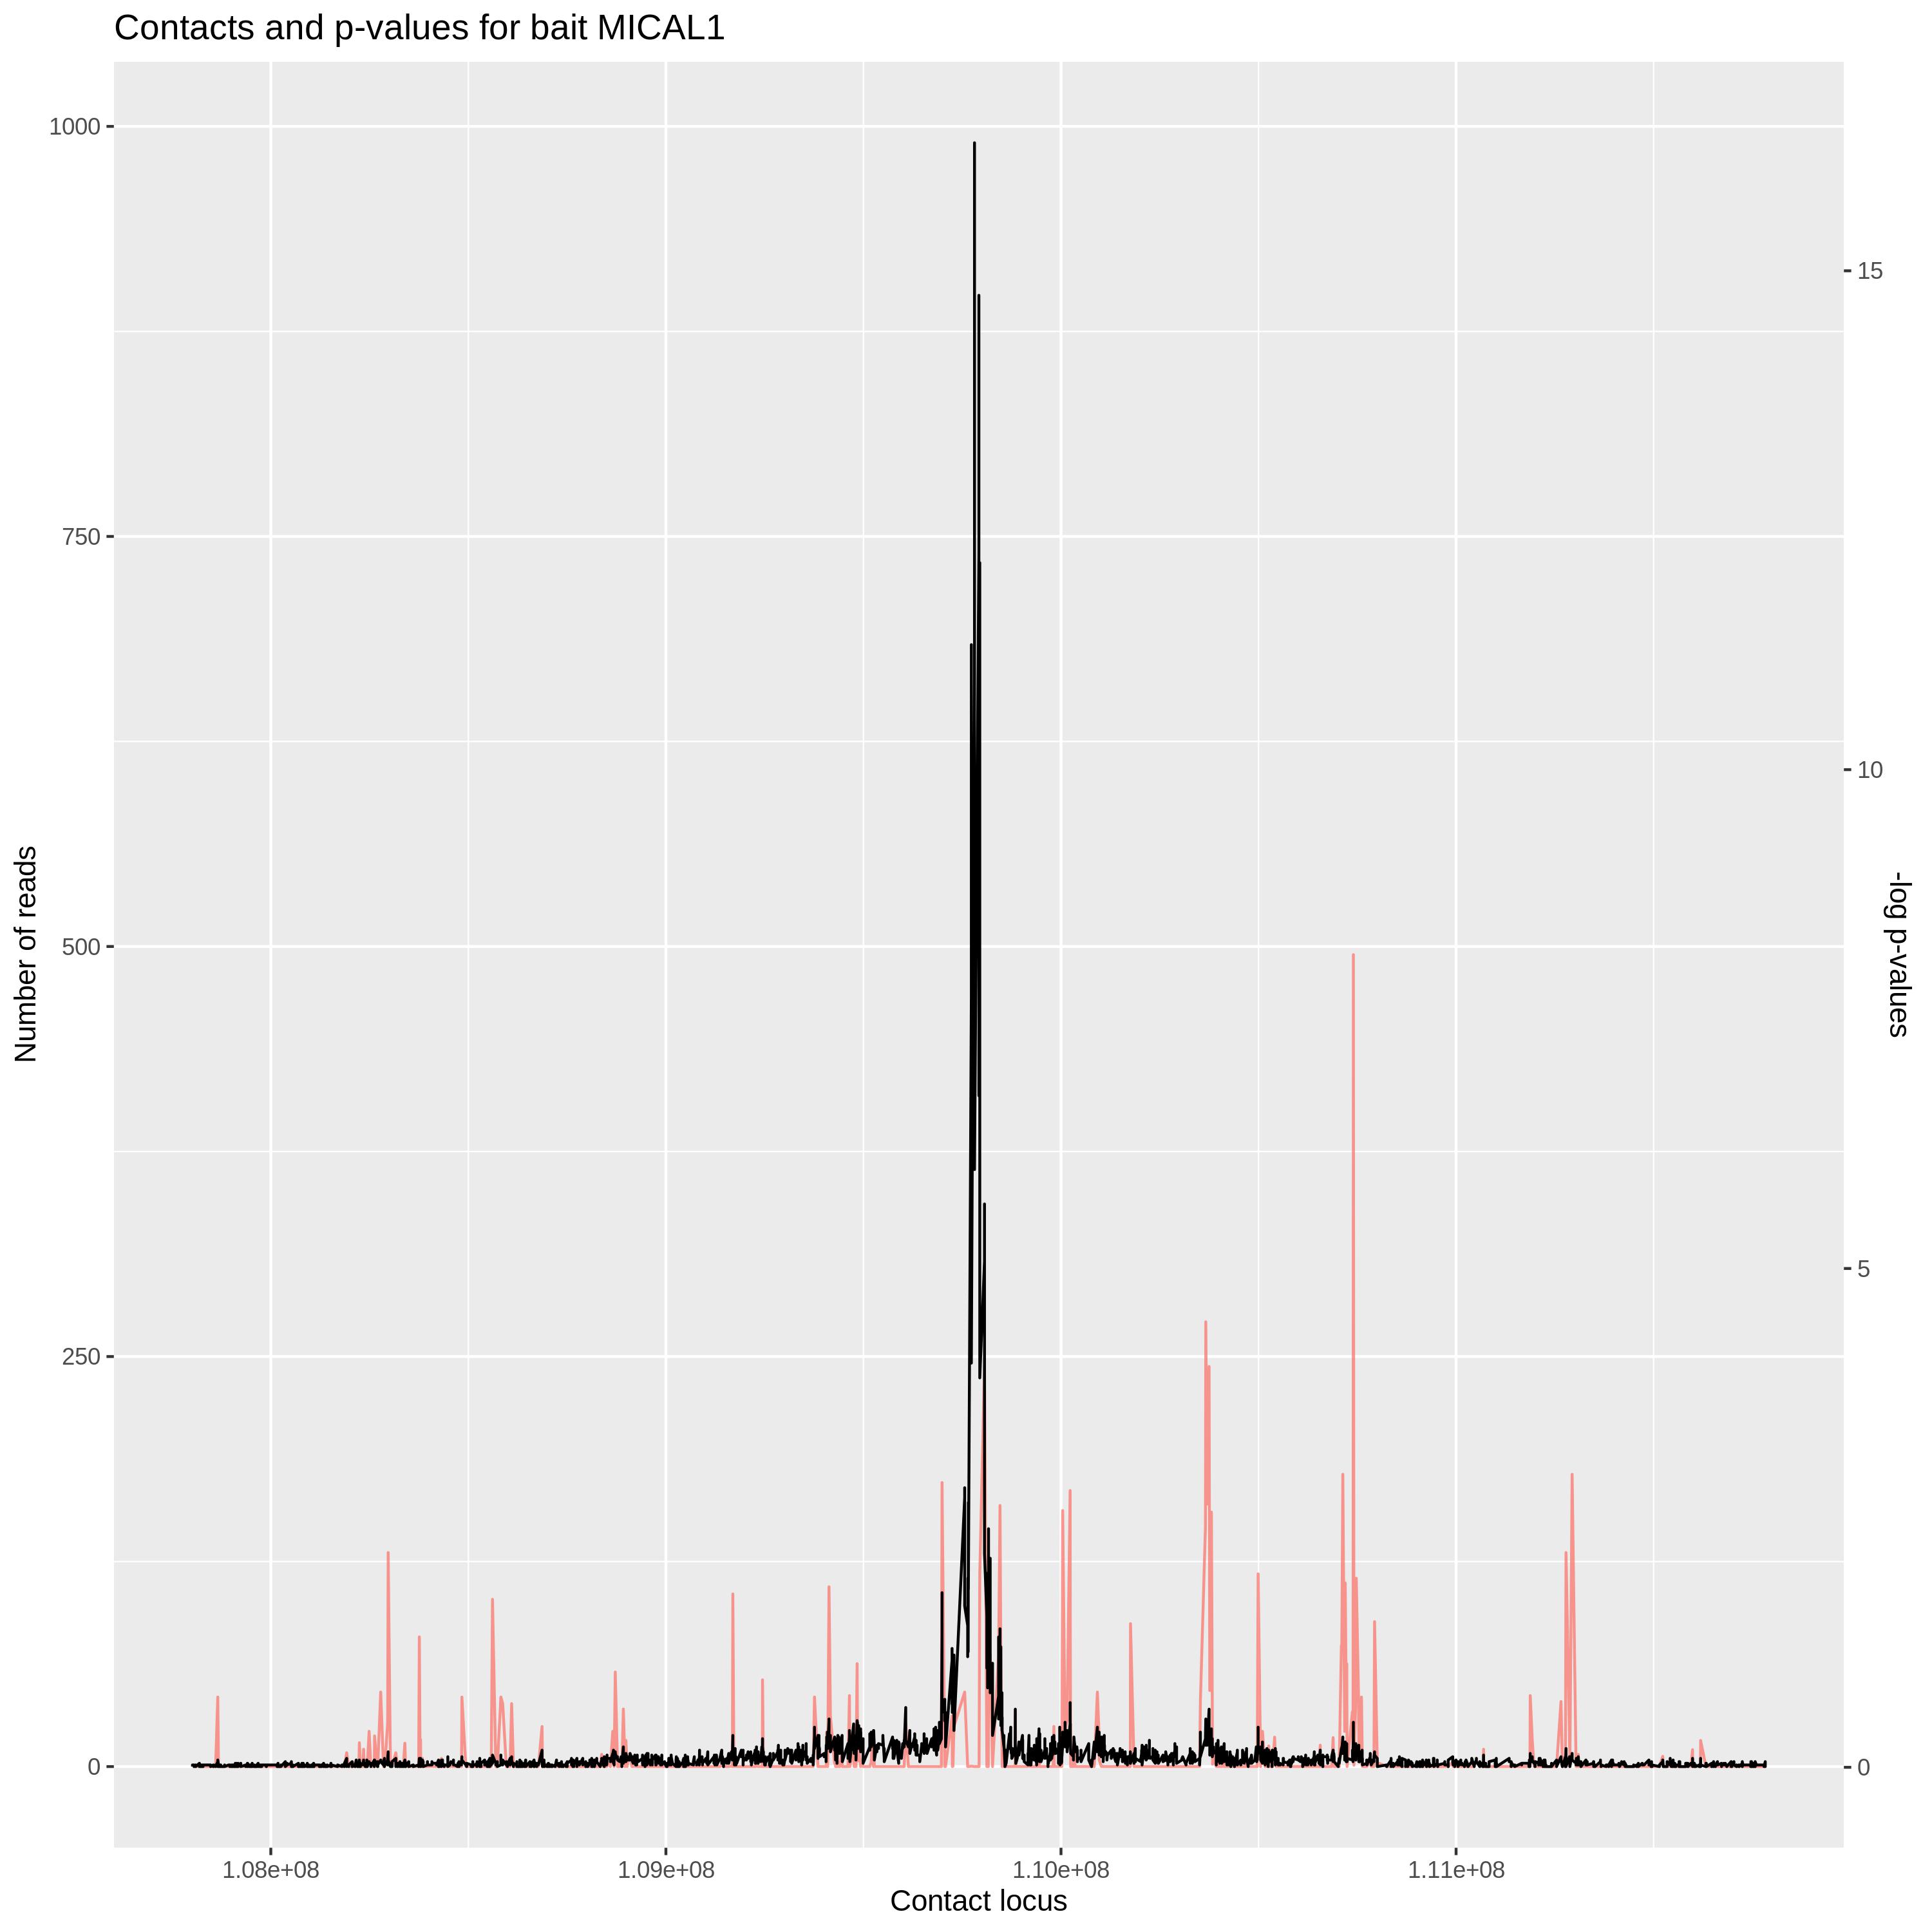 Contacts and p-values for bait MICAL1
1000
750
500
250
0
Number of reads
15
10
5
0
-log p-values
1.08e+08
1.09e+08
1.10e+08
1.11e+08
Contact locus